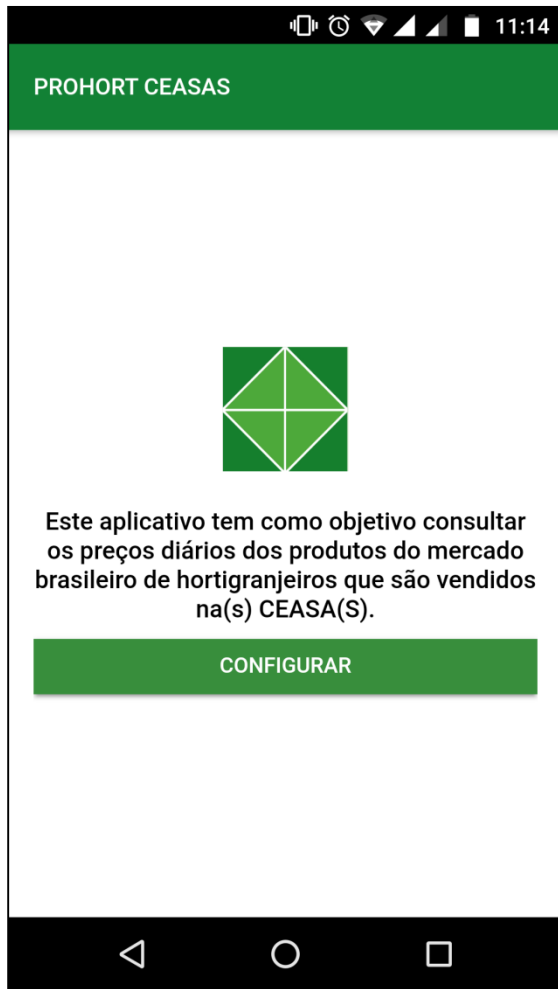 11:14
PROHORT CEASAS
Este aplicativo tem como objetivo consultar
os preços diários dos produtos do mercado
brasileiro de hortigranjeiros que são vendidos
na(s) CEASA(S).
CONFIGURAR